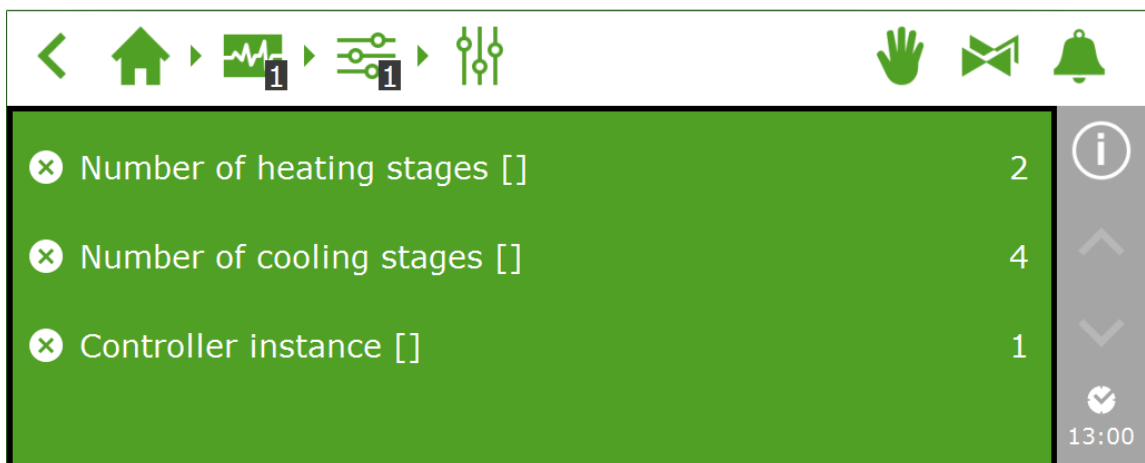 1
1
Number of heating stages [] 2
Number of cooling stages [] 4
Controller instance [] 1
13:00